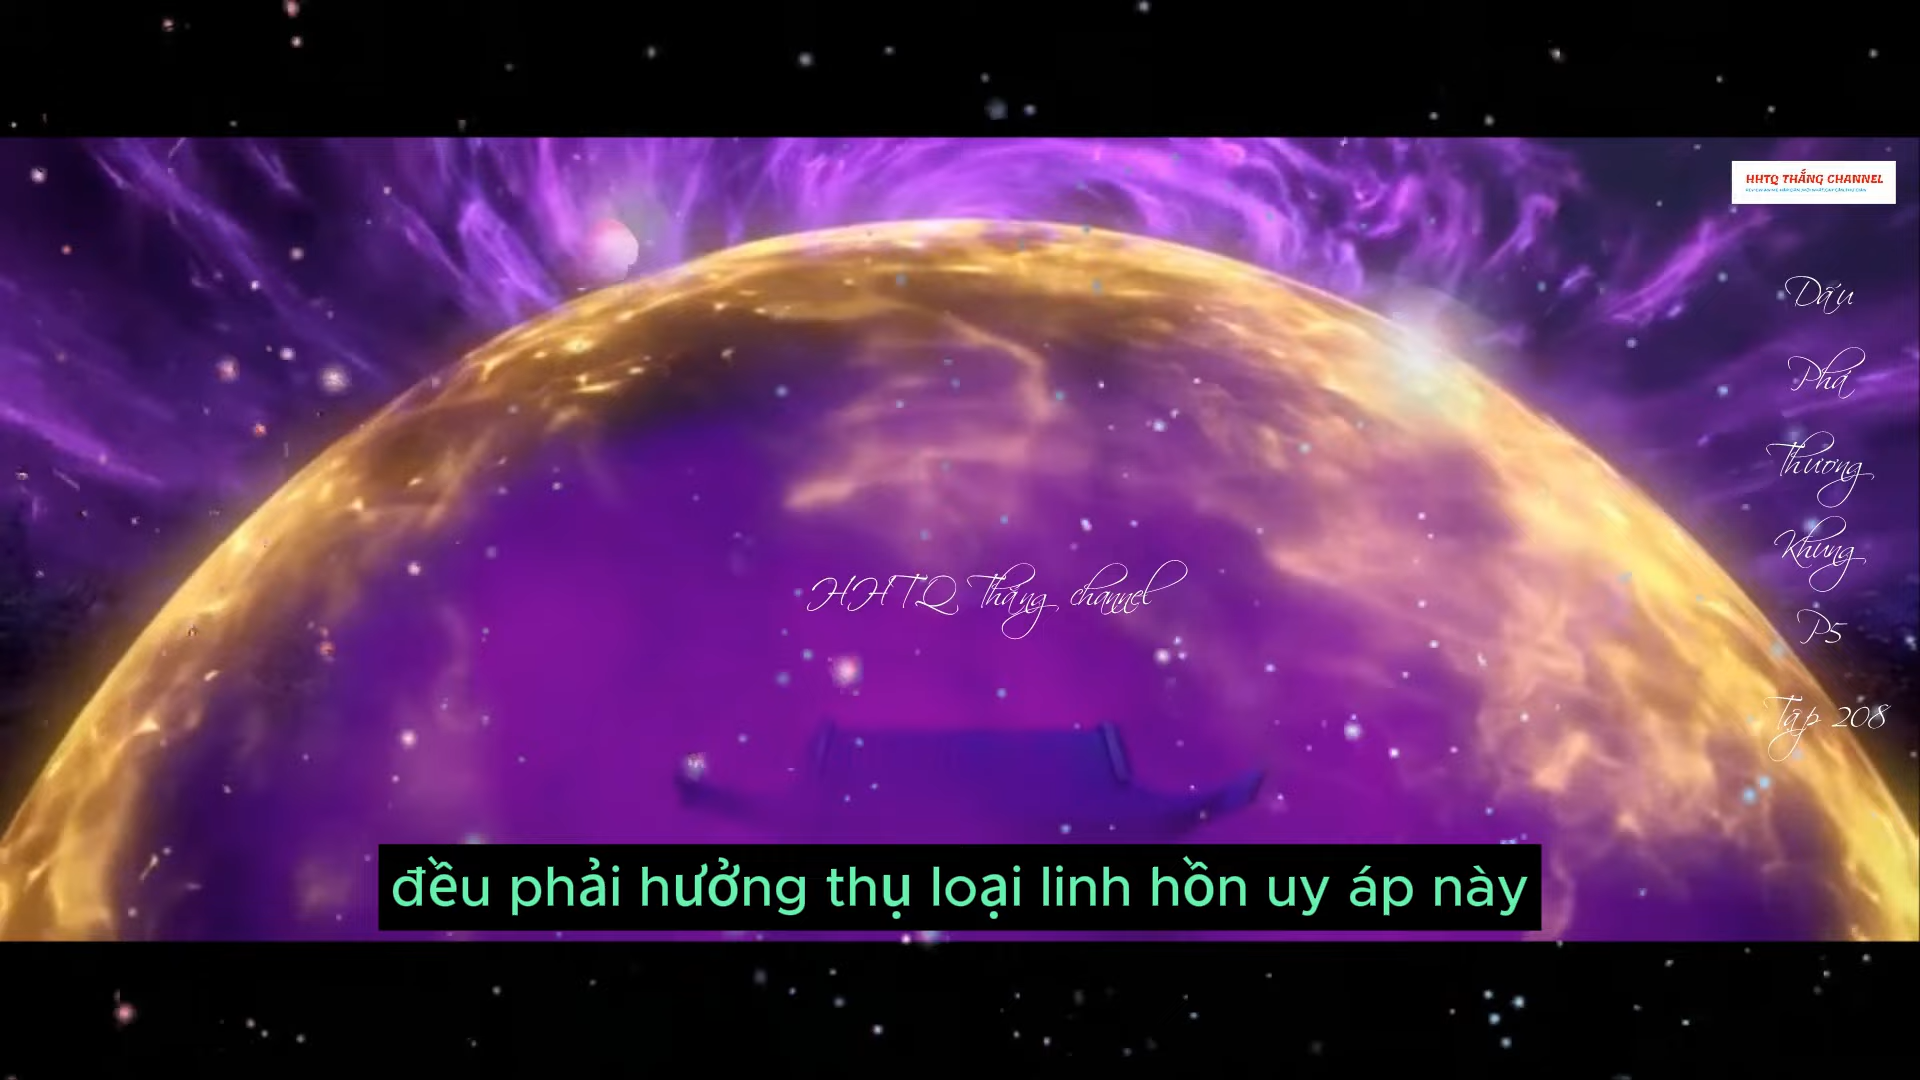 HHTQ THẮNG CHANNEL
Dấu
Phá
Thương
Khung
P5
Tập 208
HHTQ Thắng channel
đều phải hưởng thụ loại linh hồn uy áp này